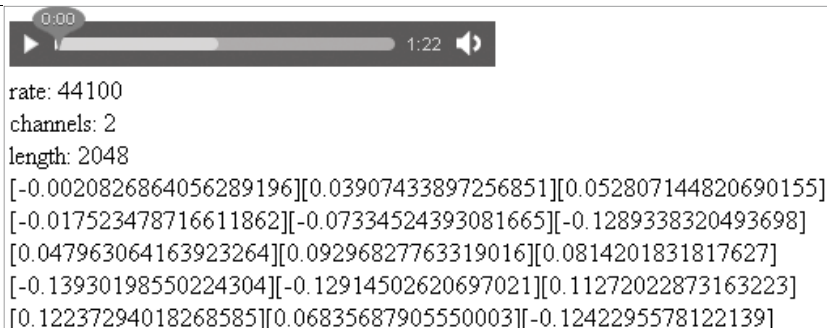 0:00
1:22
rate: 44100
channels: 2
length: 2048
[-0.0020826864056289196][0.03907433897256851][0.052807144820690155]
[-0.017523478716611862][-0.07334524393081665][-0.1289338320493698]
[0.047963064163923264][0.09296827763319016][0.0814201831817627]
[-0.13930198550224304][-0.12914502620697021][0.11272022873163223]
[0.12237294018268585][0.06835687905550003][-0.1242295578122139]